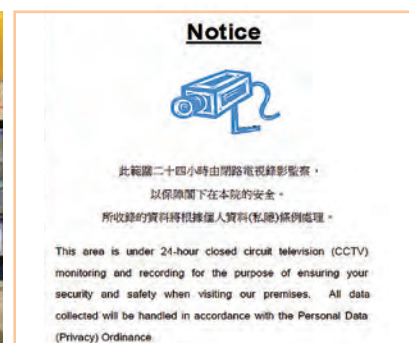 Notice
此範圍二十四小時由閉路電視錄影監察，
以保障閣下在本院的安全。
所收錄的資料將根據個人資料(私隱)條例處理。
This area is under 24-hour closed circuit television (CCTV)
monitoring and recording for the purpose of ensuring your
security and safety when visiting our premises. All data
collected will be handled in accordance with the Personal Data
(Privacy) Ordinance